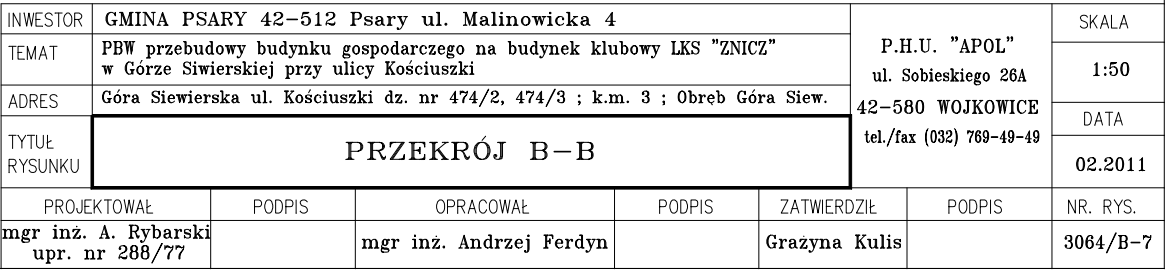 INWESTOR GMINA PSARY 42-512 Psary ul. Malinowicka 4
TEMAT PBW przebudowy budynku gospodarczego na budynek klubowy LKS "ZNICZ"
w Górze Siwierskiej przy ulicy Kościuszki
ADRES Góra Siewierska ul. Kościuszki dz. nr 474/2, 474/3 ; k.m. 3 ; Obręb Góra Siew.
TYTUŁ
RYSUNKU
PRZEKRÓJ B-B
P.H.U. "APOL"
ul. Sobieskiego 26A
42-580 WOJKOWICE
tel./fax (032) 769-49-49
SKALA
1:50
DATA
02.2011
PROJEKTOWAŁ PODPIS OPRACOWAŁ PODPIS ZATWIERDZIŁ PODPIS NR. RYS.
mgr inż. A. Rybarski
upr. nr 288/77
mgr inż. Andrzej Ferdyn
Grażyna Kulis
3064/B-7